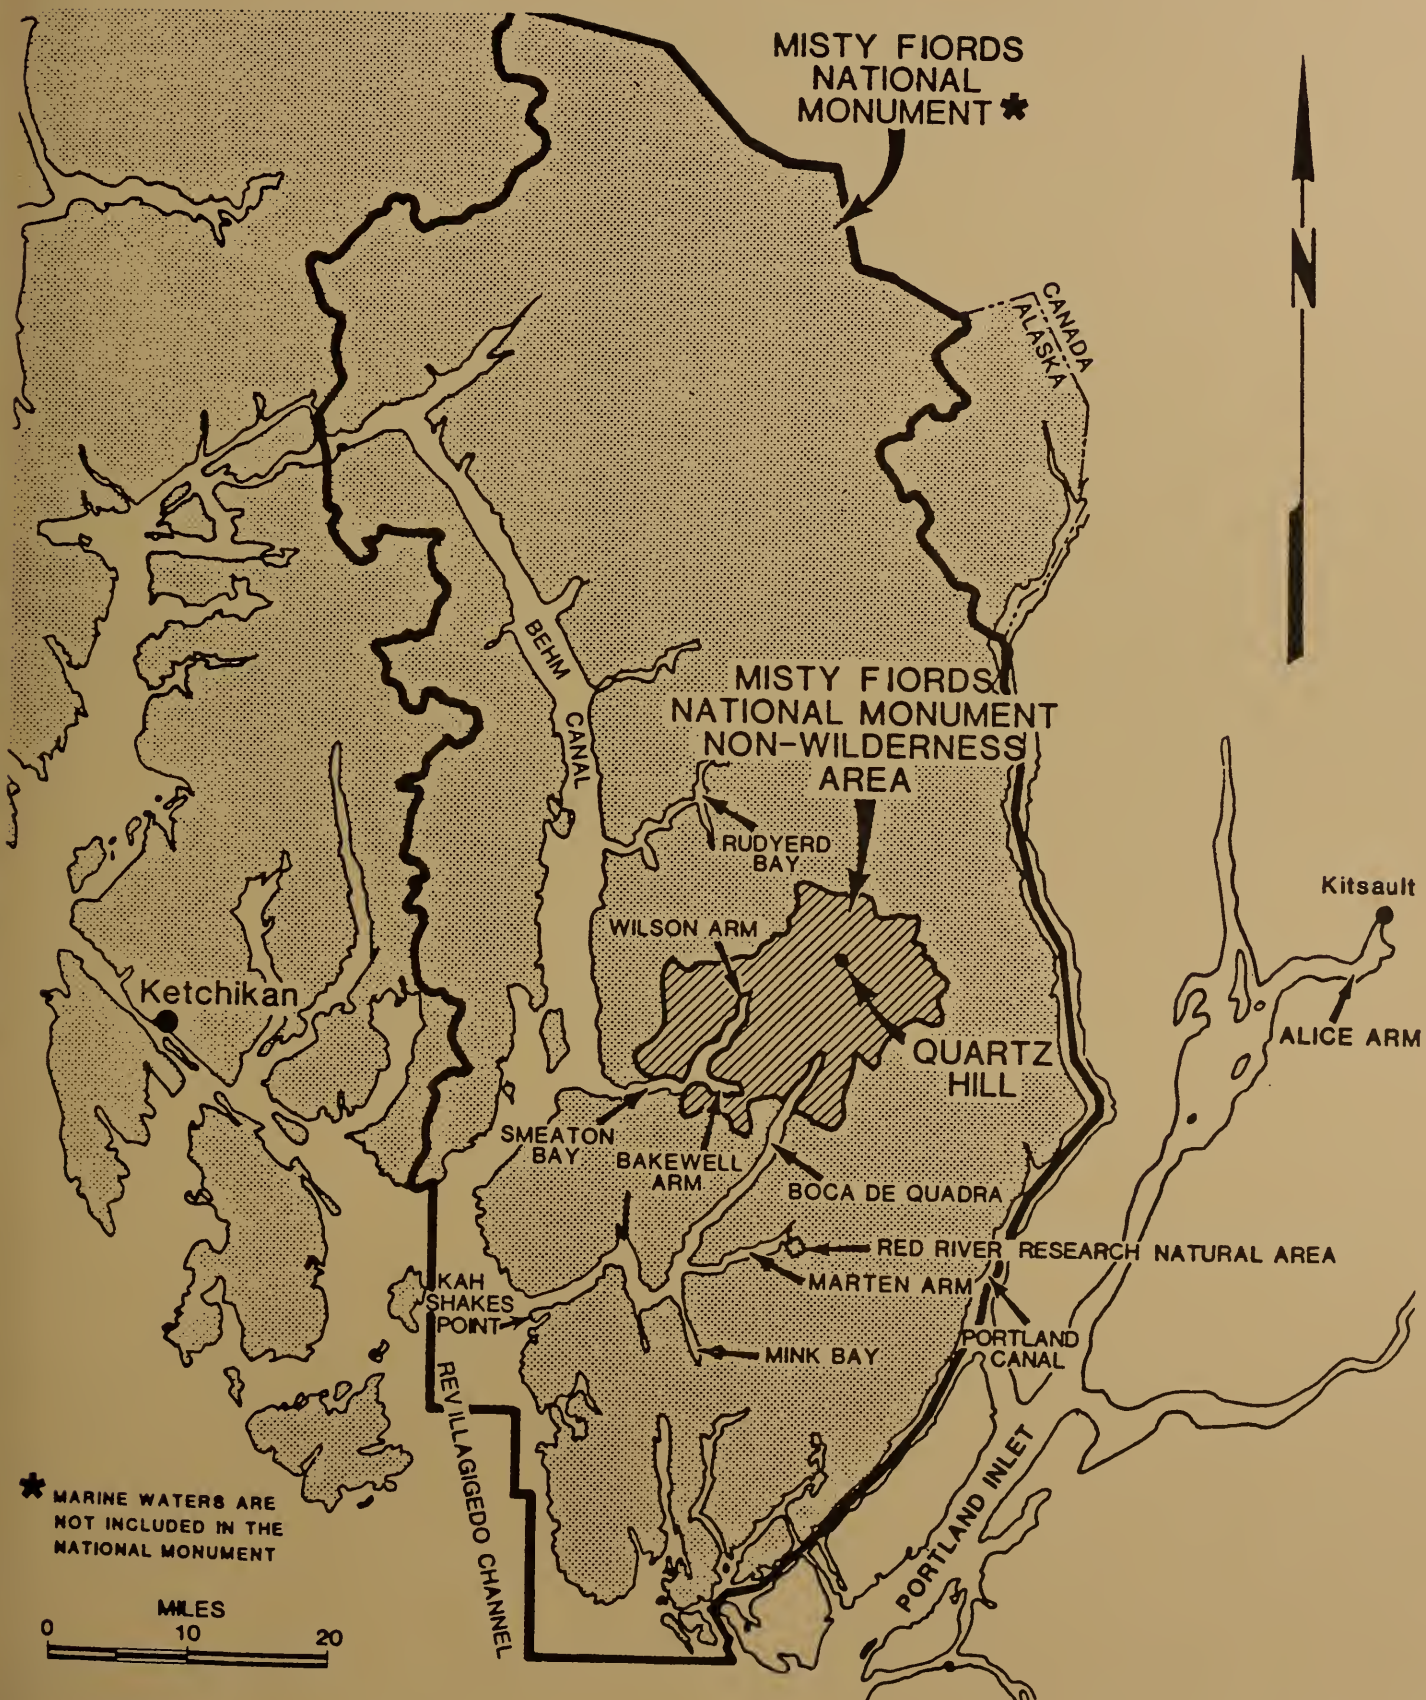 MISTY FIORDS
NATIONAL
MONUMENT *
N
CANADA
ALASKA
BEHM
CANAL
MISTY FIORDS
NATIONAL MONUMENT
NON-WILDERNESS
AREA
RUDYERD
BAY
Kitsault
WILSON ARM
Ketchikan
ALICE ARM
QUARTZ
HILL
SMEATON
BAY
BAKEWELL
ARM
BOCA DE QUADRA
RED RIVER RESEARCH NATURAL AREA
MARTEN ARM
KAH
SHAKES
POINT
PORTLAND
CANAL
MINK BAY
REVILLAGIGEDO CHANNEL
PORTLAND INLET
* MARINE WATERS ARE
NOT INCLUDED IN THE
NATIONAL MONUMENT
MILES
0 10 20